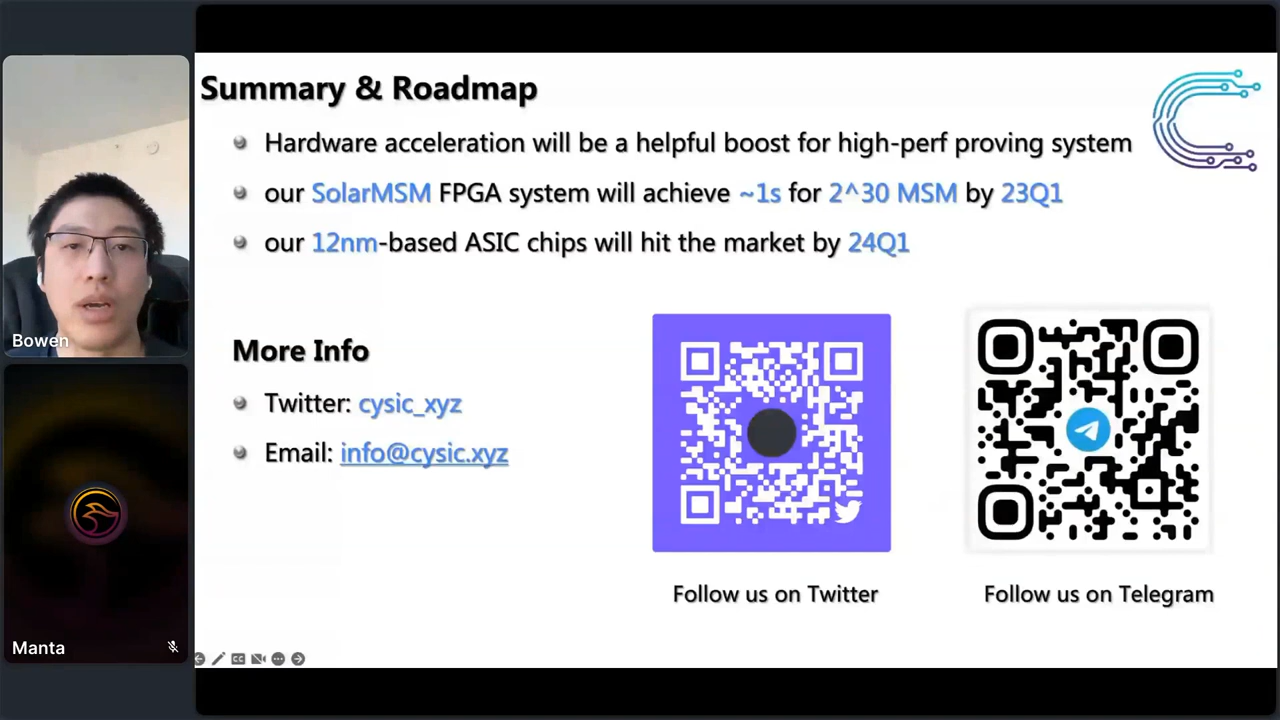 Summary & Roadmap
Hardware acceleration will be a helpful boost for high-perf proving system
our SolarMSM FPGA system will achieve ~1s for 2^30 MSM by 23Q1
our 12nm-based ASIC chips will hit the market by 24Q1
Bowen
More Info
Twitter: cysic_xyz
Email: info@cysic.xyz
Follow us on Twitter
Follow us on Telegram
Manta
CC